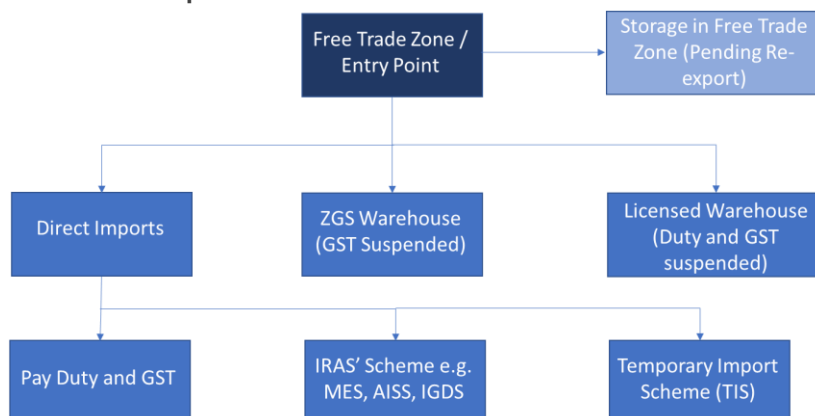 Free Trade Zone /
Entry Point
Storage in Free Trade
Zone (Pending Re-
export)
Direct Imports
ZGS Warehouse
(GST Suspended)
Licensed Warehouse
(Duty and GST
suspended)
Pay Duty and GST
IRAS’ Scheme e.g.
MES, AISS, IGDS
Temporary Import
Scheme (TIS)